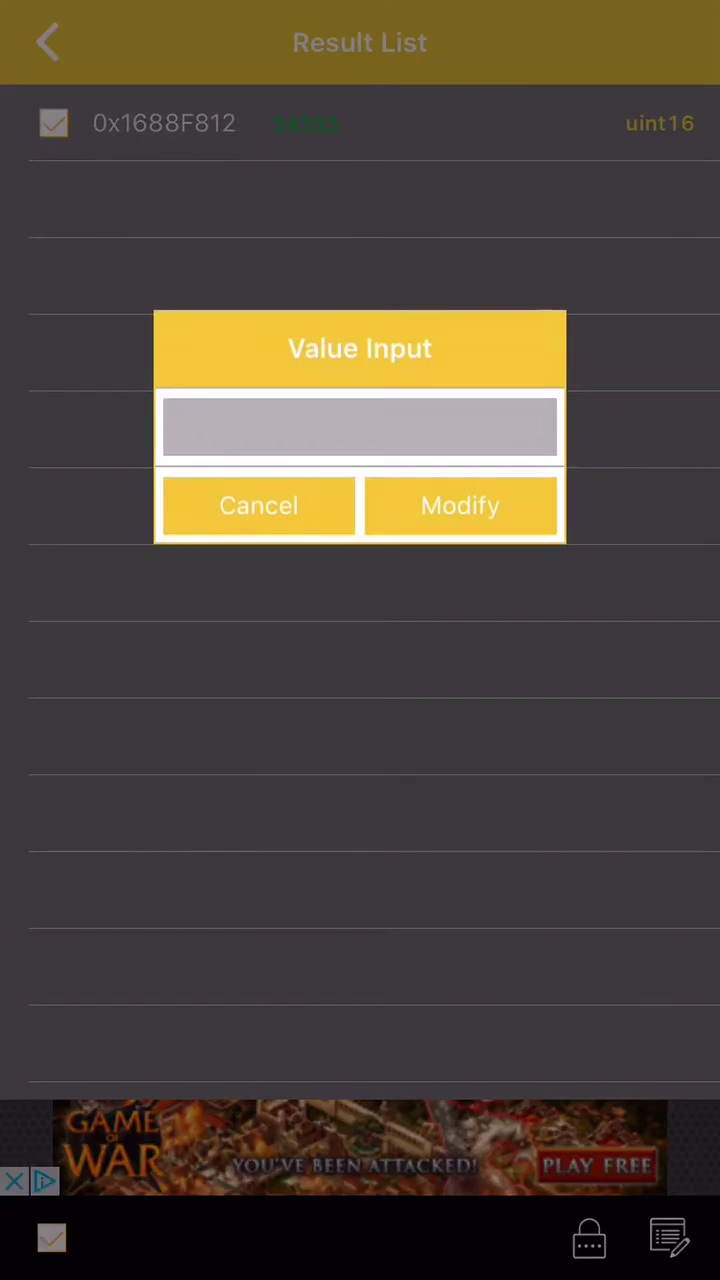 Result List
0x1688F812 uint16
Value Input
Cancel Modify
GAME
OF
WAR
YOU'VE BEEN ATTACKED!
PLAY FREE